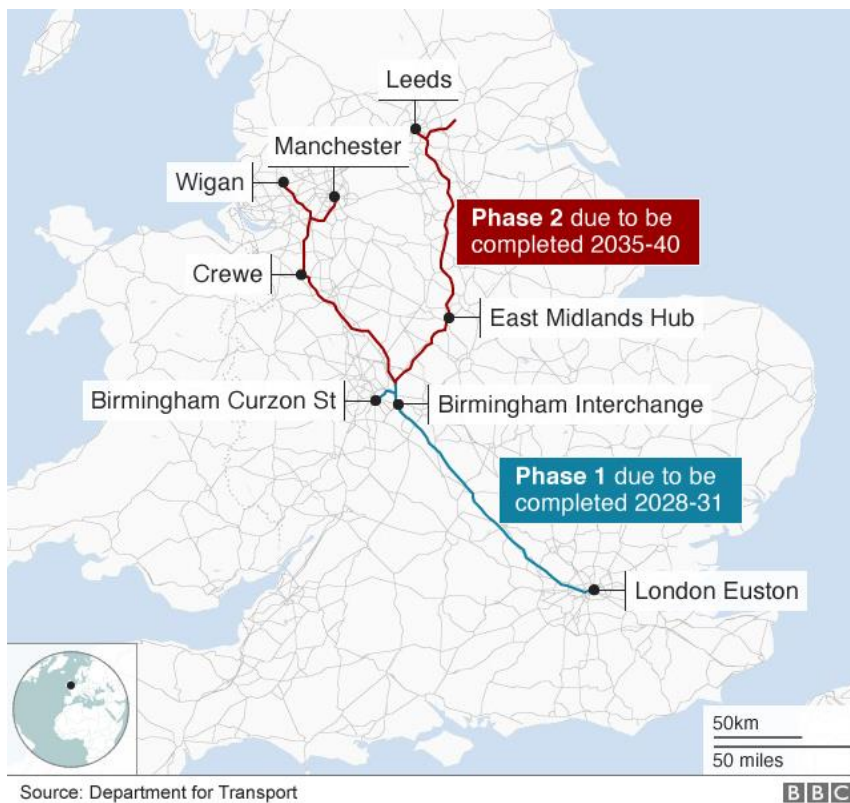 Leeds
Manchester
Wigan
Phase 2 due to be
completed 2035-40
Crewe
East Midlands Hub
Birmingham Curzon St
Birmingham Interchange
Phase 1 due to be
completed 2028-31
London Euston
50km
50 miles
Source: Department for Transport
BBC